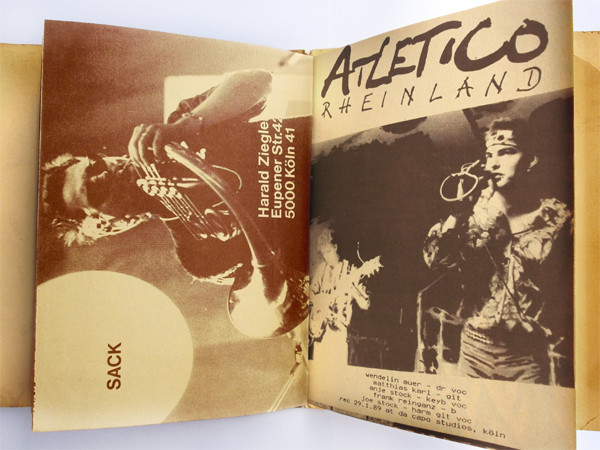 SACK
Harald Ziegler
Eupener Str.42
5000 Köln 41
ATLETICO
RHEINLAND
wendelin auer - dr voc
matthias karl - git
anje stock - keyb voc
frank reinganz - b
joe stock - harm git voc
rec 29.1.89 at da capo studios, köln